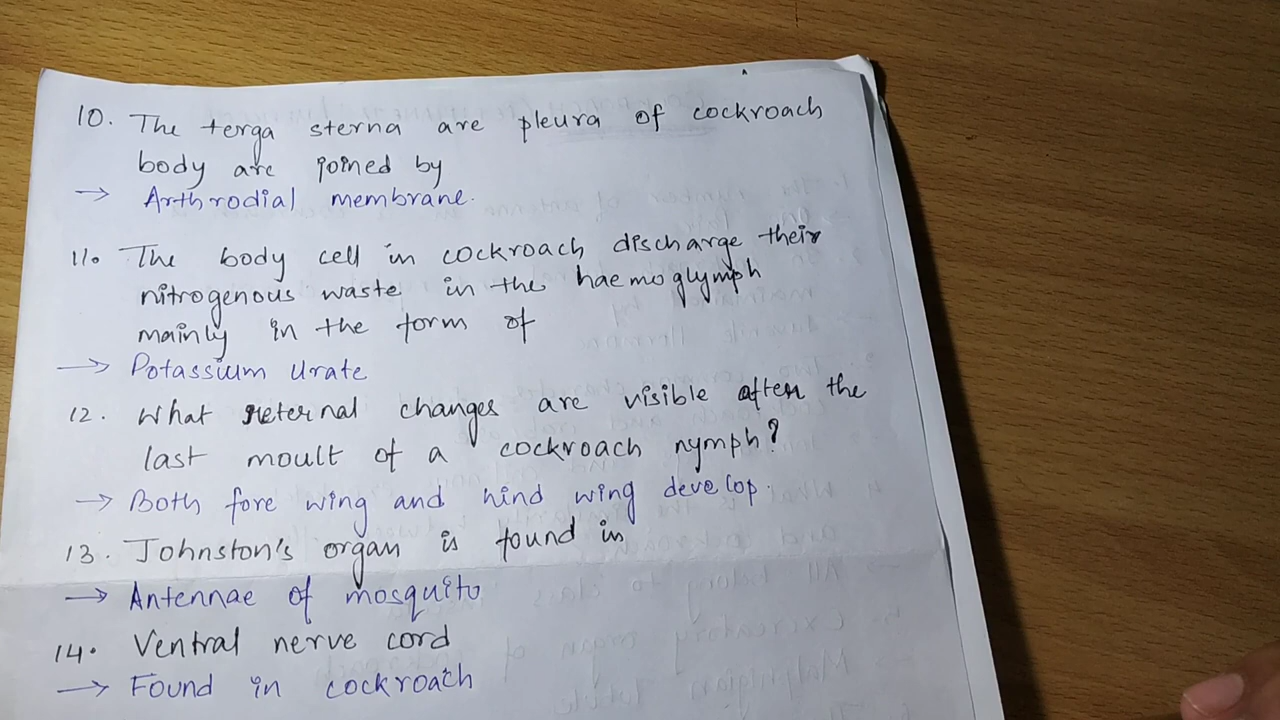 10. The terga sterna are pleura of cockroach
body are joined by
→ Arthrodial membrane.
11. The body cell in cockroach discharge their
nitrogenous waste in the haemoglymph
mainly in the form of
→ Potassium Urate
12. What external changes are visible after the
last moult of a cockroach nymph?
→ Both fore wing and hind wing develop.
13. Johnston's organ is found in
→ Antennae of mosquito
14. Ventral nerve cord
→ Found in cockroach